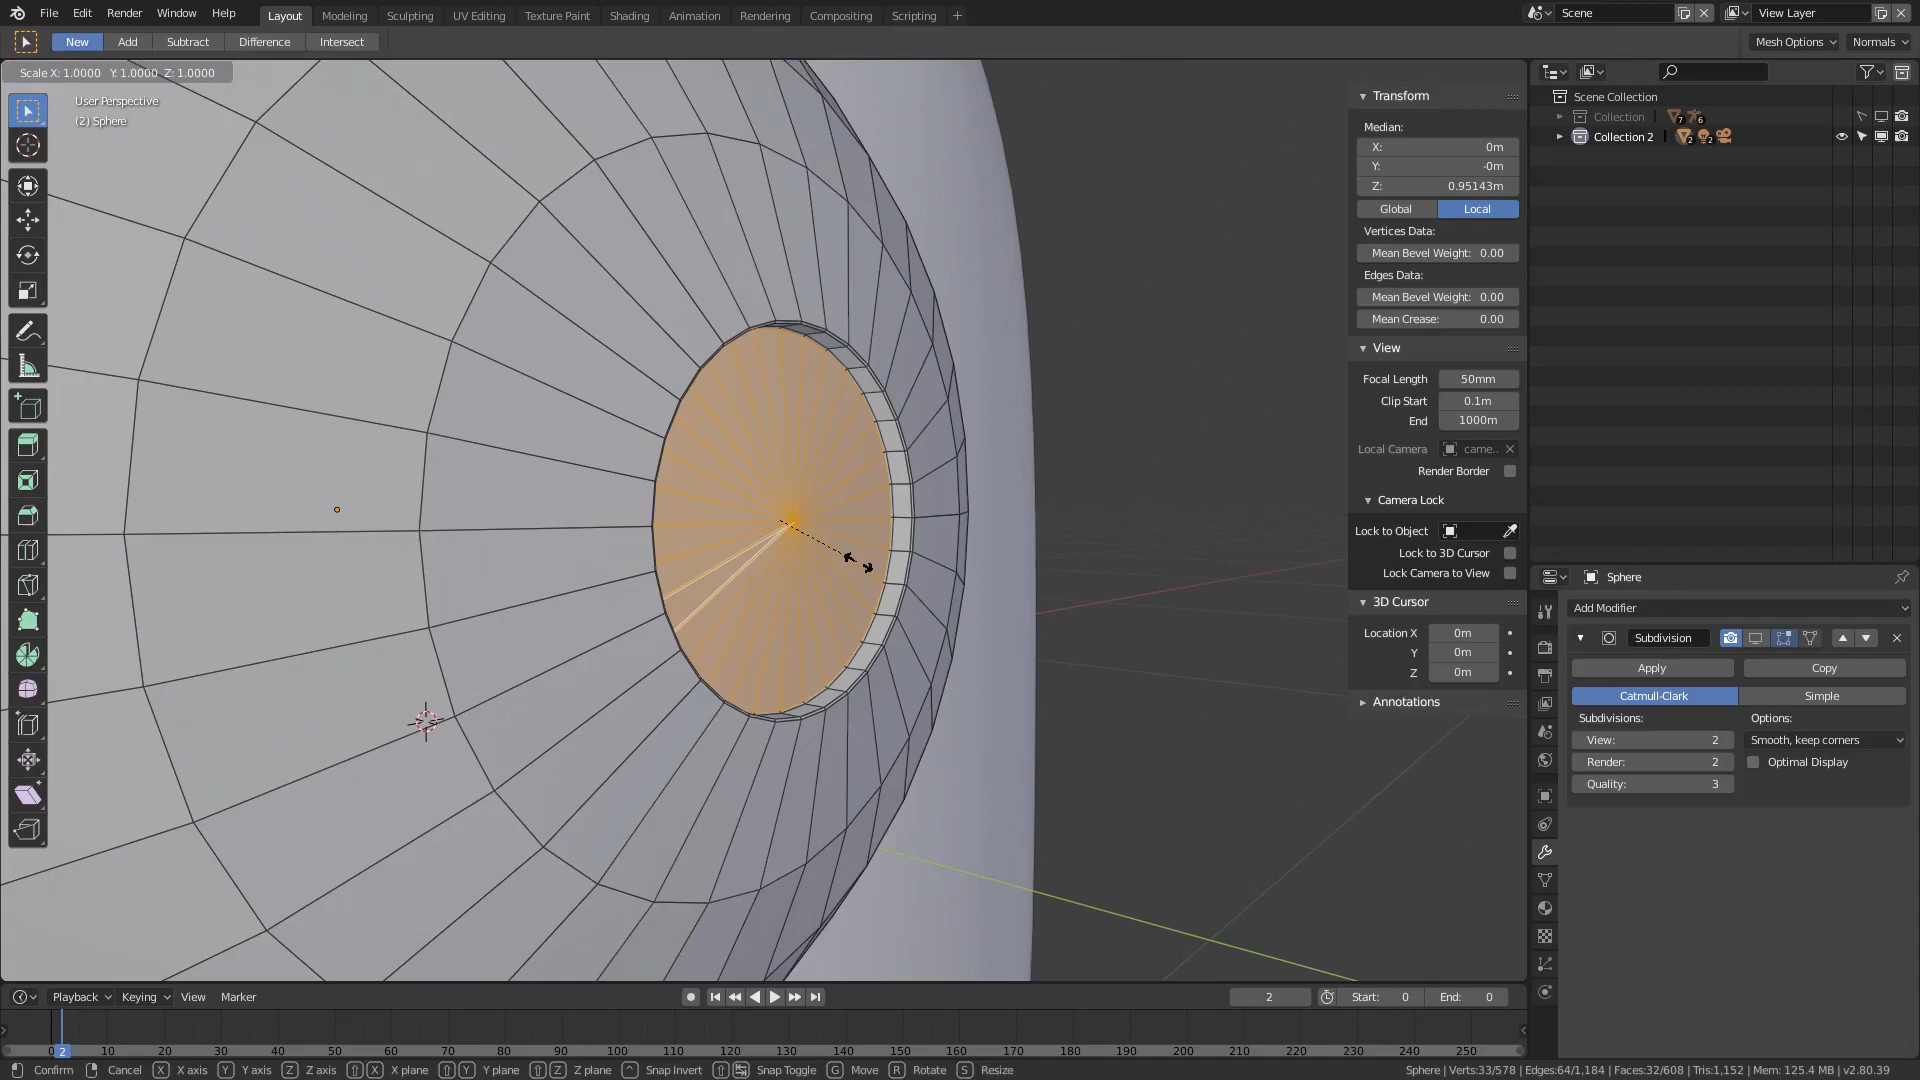 File Edit Render Window Help Layout Modeling Sculpting UV Editing Texture Paint Shading Animation Rendering Compositing Scripting + Scene View Layer
New Add Subtract Difference Intersect Mesh Options Normals
Scale X: 1.0000 Y: 1.0000 Z: 1.0000
User Perspective
(2) Sphere
Transform
Median:
X: 0m
Y: -0m
Z: 0.95143m
Global Local
Vertices Data:
Mean Bevel Weight: 0.00
Edges Data:
Mean Bevel Weight: 0.00
Mean Crease: 0.00
View
Focal Length 50mm
Clip Start 0.1m
End 1000m
Local Camera came..
Render Border
Camera Lock
Lock to Object
Lock to 3D Cursor
Lock Camera to View
3D Cursor
Location X 0m
Y 0m
Z 0m
Annotations
Scene Collection
Collection 7 6
Collection 2 2 2
Sphere
Add Modifier
Subdivision
Apply Copy
Catmull-Clark Simple
Subdivisions: Options:
View: 2 Smooth, keep corners
Render: 2 Optimal Display
Quality: 3
Playback Keying View Marker 2 Start: 0 End: 0
0 2 10 20 30 40 50 60 70 80 90 100 110 120 130 140 150 160 170 180 190 200 210 220 230 240 250
Confirm Cancel X X axis Y Y axis Z Z axis X X plane Y Y plane Z Z plane Snap Invert Snap Toggle G Move R Rotate S Resize Sphere | Verts:33/578 | Edges:64/1,184 | Faces:32/608 | Tris:1,152 | Mem: 125.4 MB | v2.80.39